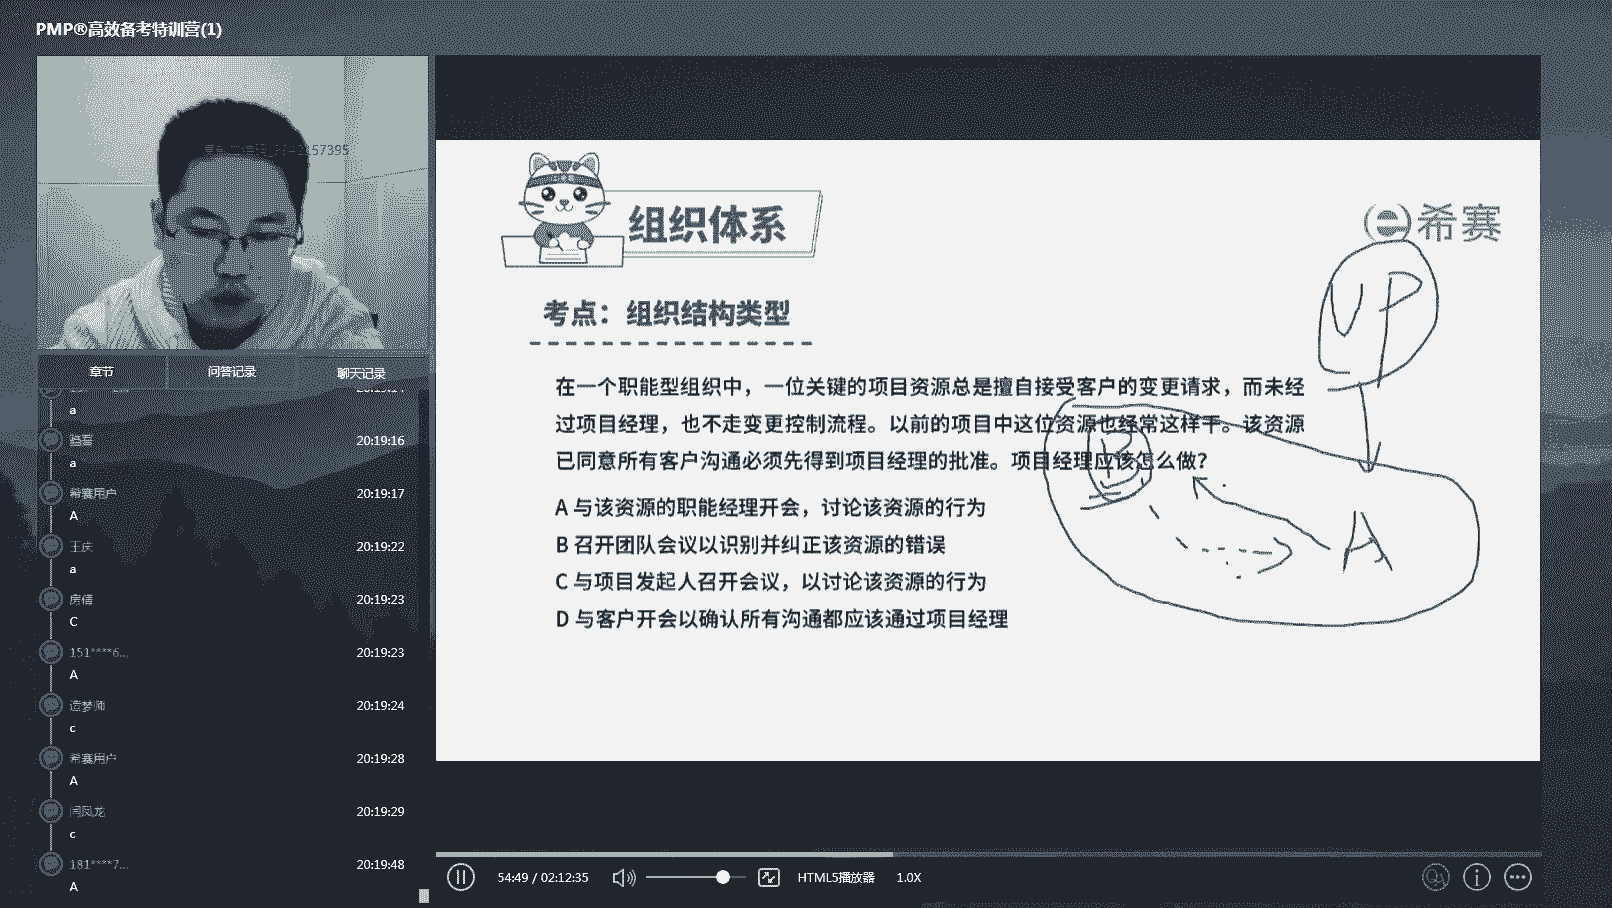 PMP®高效备考特训营(1)
157395
章节
问答记录
聊天记录
a
20:19:16
a
希赛用户
20:19:17
A
王庆
20:19:22
a
房倩
20:19:23
C
151****6...
20:19:23
A
造梦师
20:19:24
c
希赛用户
20:19:28
A
闫凤龙
20:19:29
c
181****7...
20:19:48
A
组织体系
希赛
考点：组织结构类型
在一个职能型组织中，一位关键的项目资源总是擅自接受客户的变更请求，而未经
过项目经理，也不走变更控制流程。以前的项目中这位资源也经常这样干。该资源
已同意所有客户沟通必须先得到项目经理的批准。项目经理应该怎么做？
A 与该资源的职能经理开会，讨论该资源的行为
B 召开团队会议以识别并纠正该资源的错误
C 与项目发起人召开会议，以讨论该资源的行为
D 与客户开会以确认所有沟通都应该通过项目经理
VP
B
A
54:49 / 02:12:35
HTML5播放器
1.0X